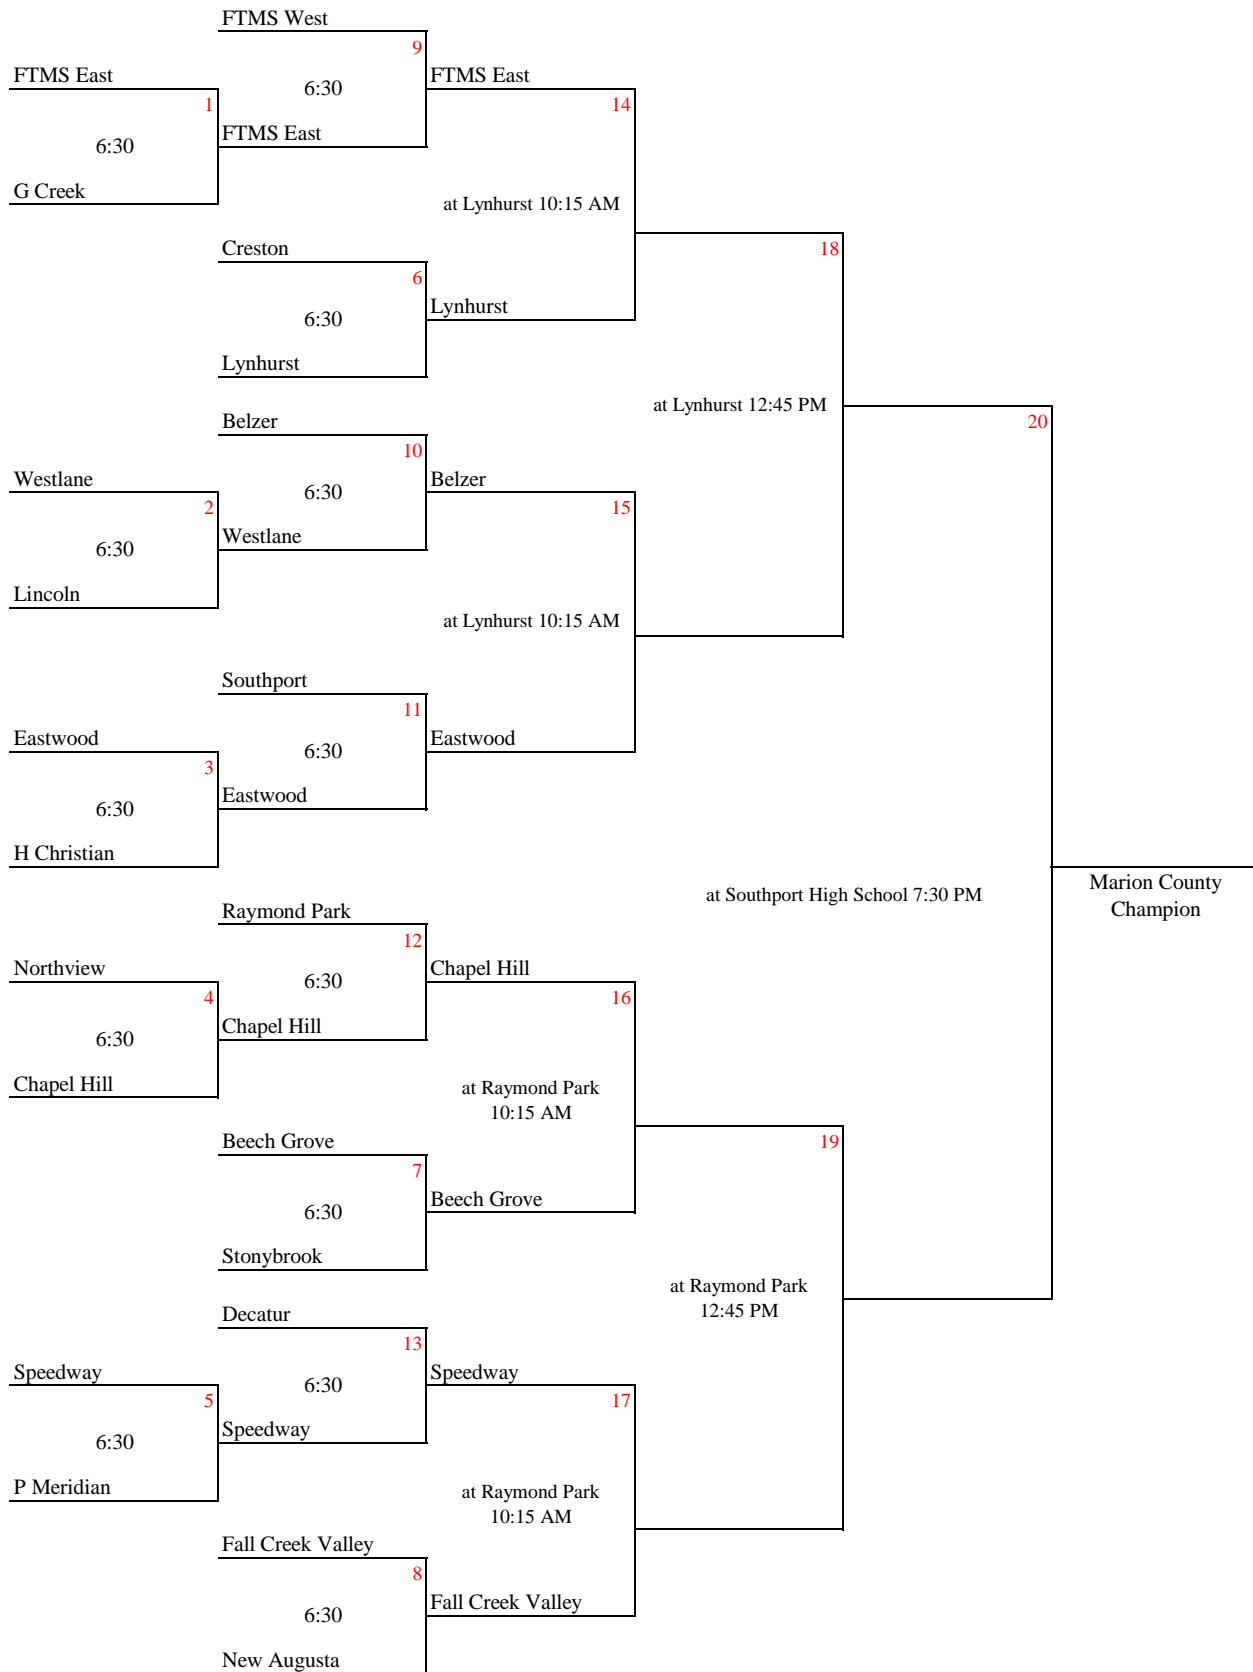 FTMS West
9
FTMS East
6:30
FTMS East
1
14
6:30
FTMS East
G Creek
at Lynhurst 10:15 AM
Creston
18
6
Lynhurst
6:30
Lynhurst
at Lynhurst 12:45 PM
Belzer
20
10
Westlane
6:30
Belzer
2
15
6:30
Westlane
Lincoln
at Lynhurst 10:15 AM
Southport
11
Eastwood
6:30
Eastwood
3
6:30
Eastwood
H Christian
at Southport High School 7:30 PM
Marion County
Champion
Raymond Park
12
Northview
6:30
Chapel Hill
4
16
6:30
Chapel Hill
Chapel Hill
at Raymond Park
10:15 AM
Beech Grove
19
7
Beech Grove
6:30
Stonybrook
at Raymond Park
12:45 PM
Decatur
13
Speedway
6:30
Speedway
5
17
6:30
Speedway
P Meridian
at Raymond Park
10:15 AM
Fall Creek Valley
8
Fall Creek Valley
6:30
New Augusta